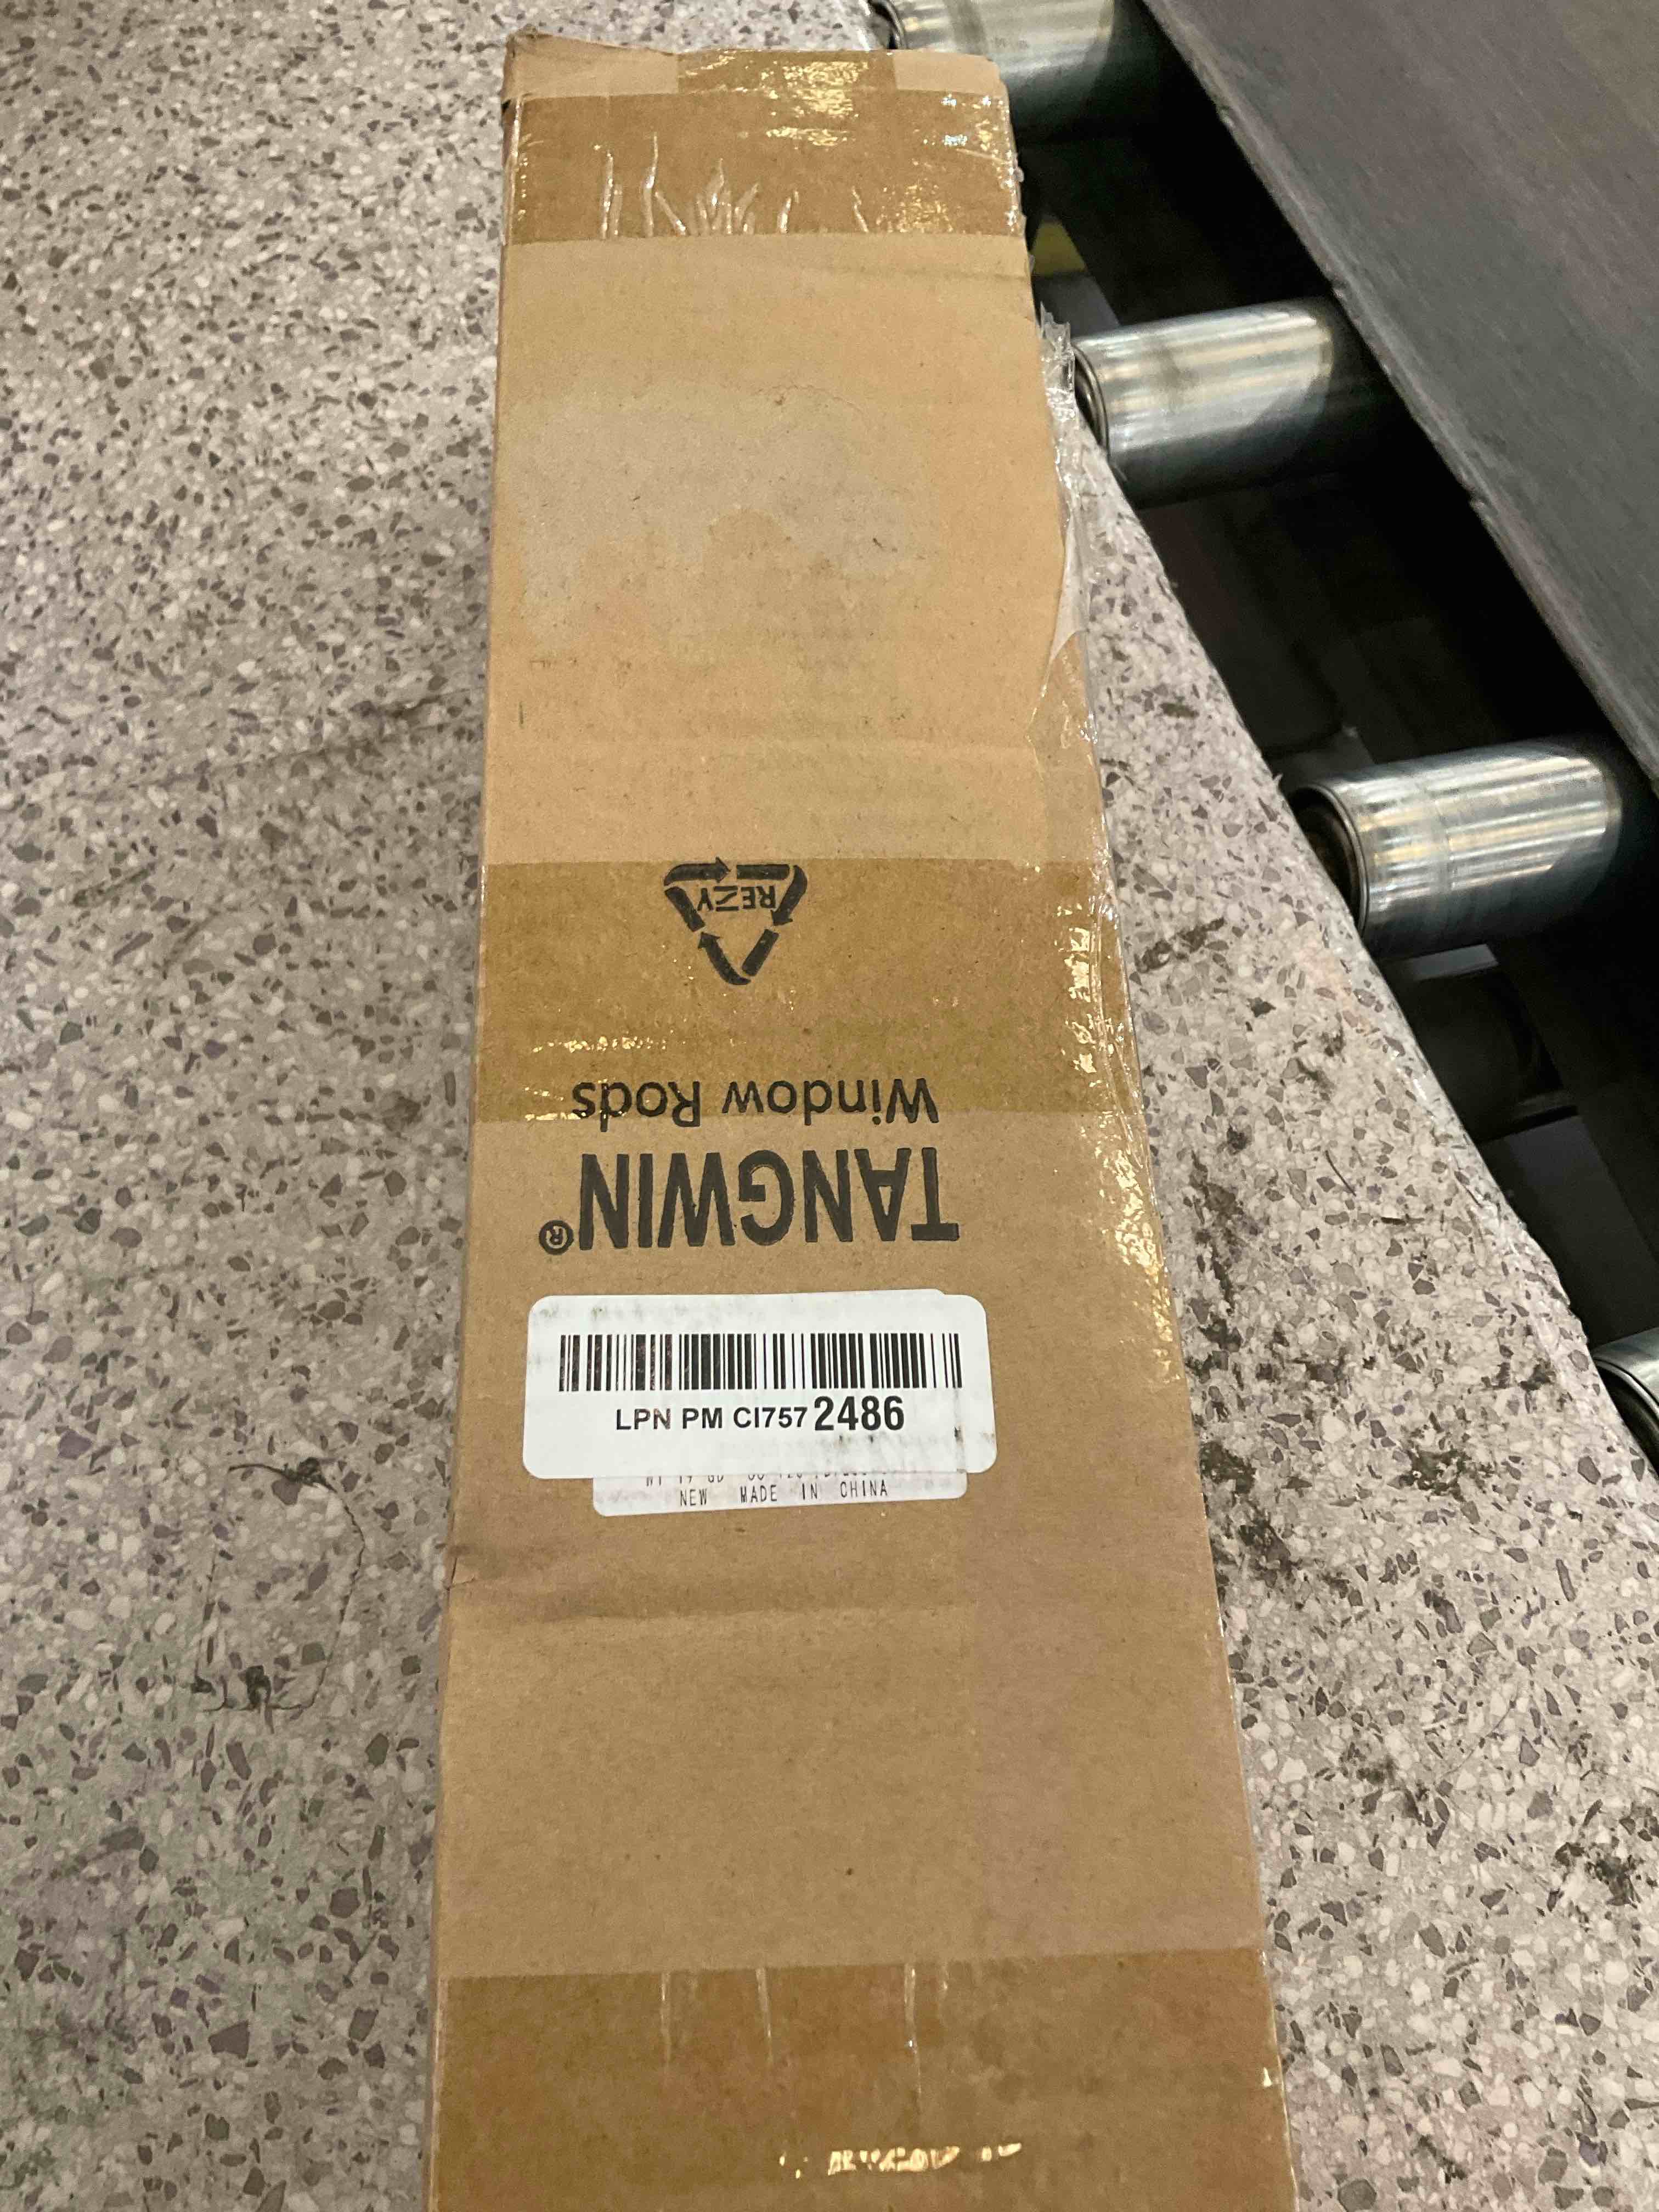 REZY
Window Rods
TANGWIN®
LPN PM CI757 2486
NEW MADE IN CHINA